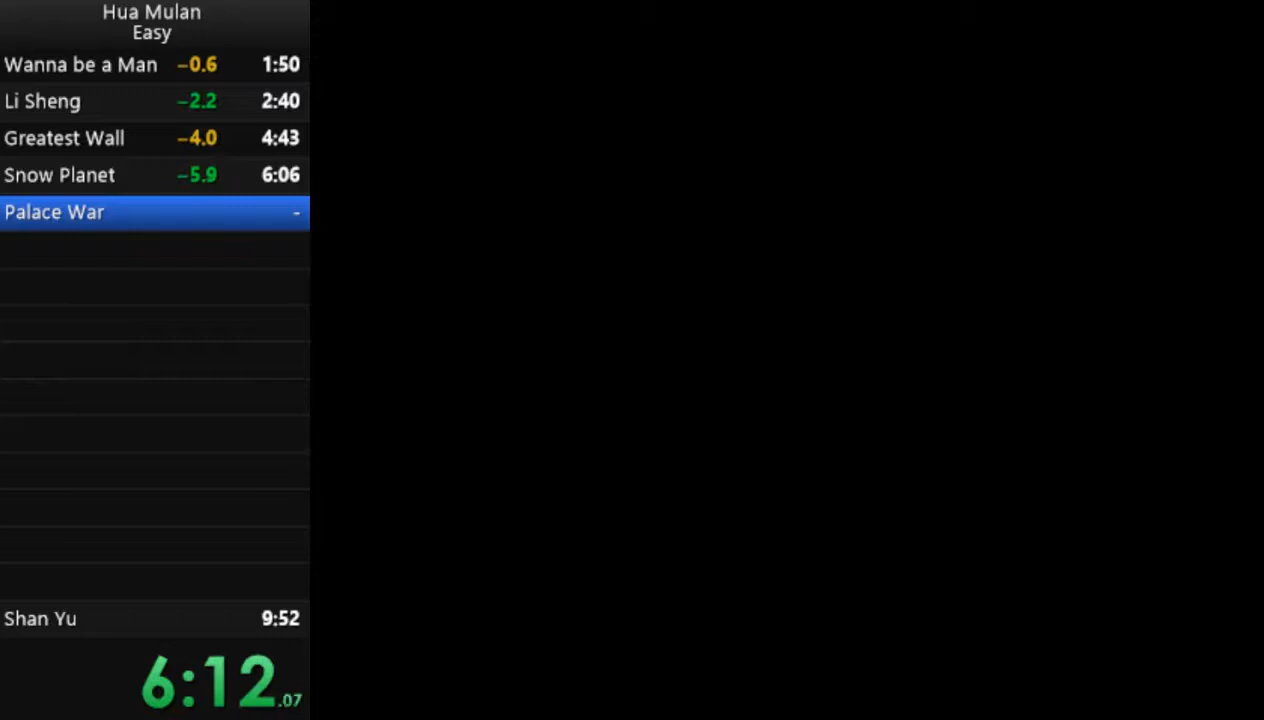 Hua Mulan
Easy
Wanna be a Man −0.6 1:50
Li Sheng −2.2 2:40
Greatest Wall −4.0 4:43
Snow Planet −5.9 6:06
Palace War -
Shan Yu 9:52
6:12.07